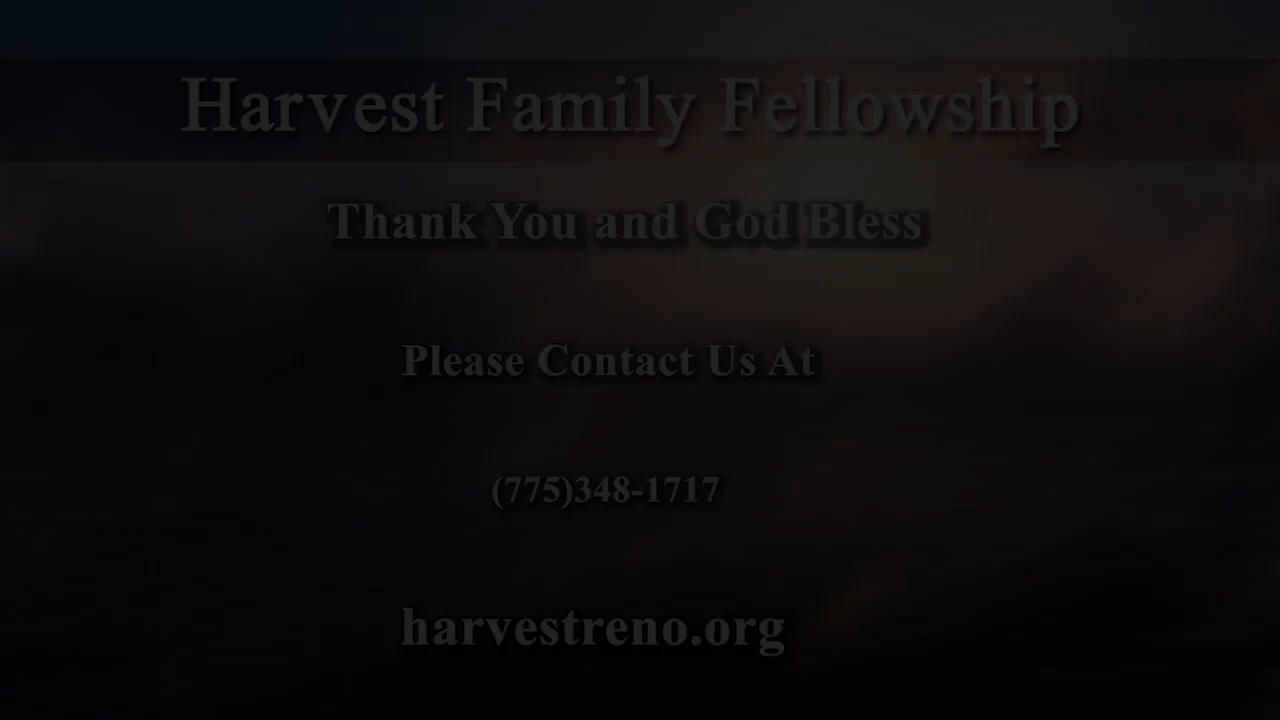 Harvest Family Fellowship
Thank You and God Bless
Please Contact Us At
(775)348-1717
harvestreno.org